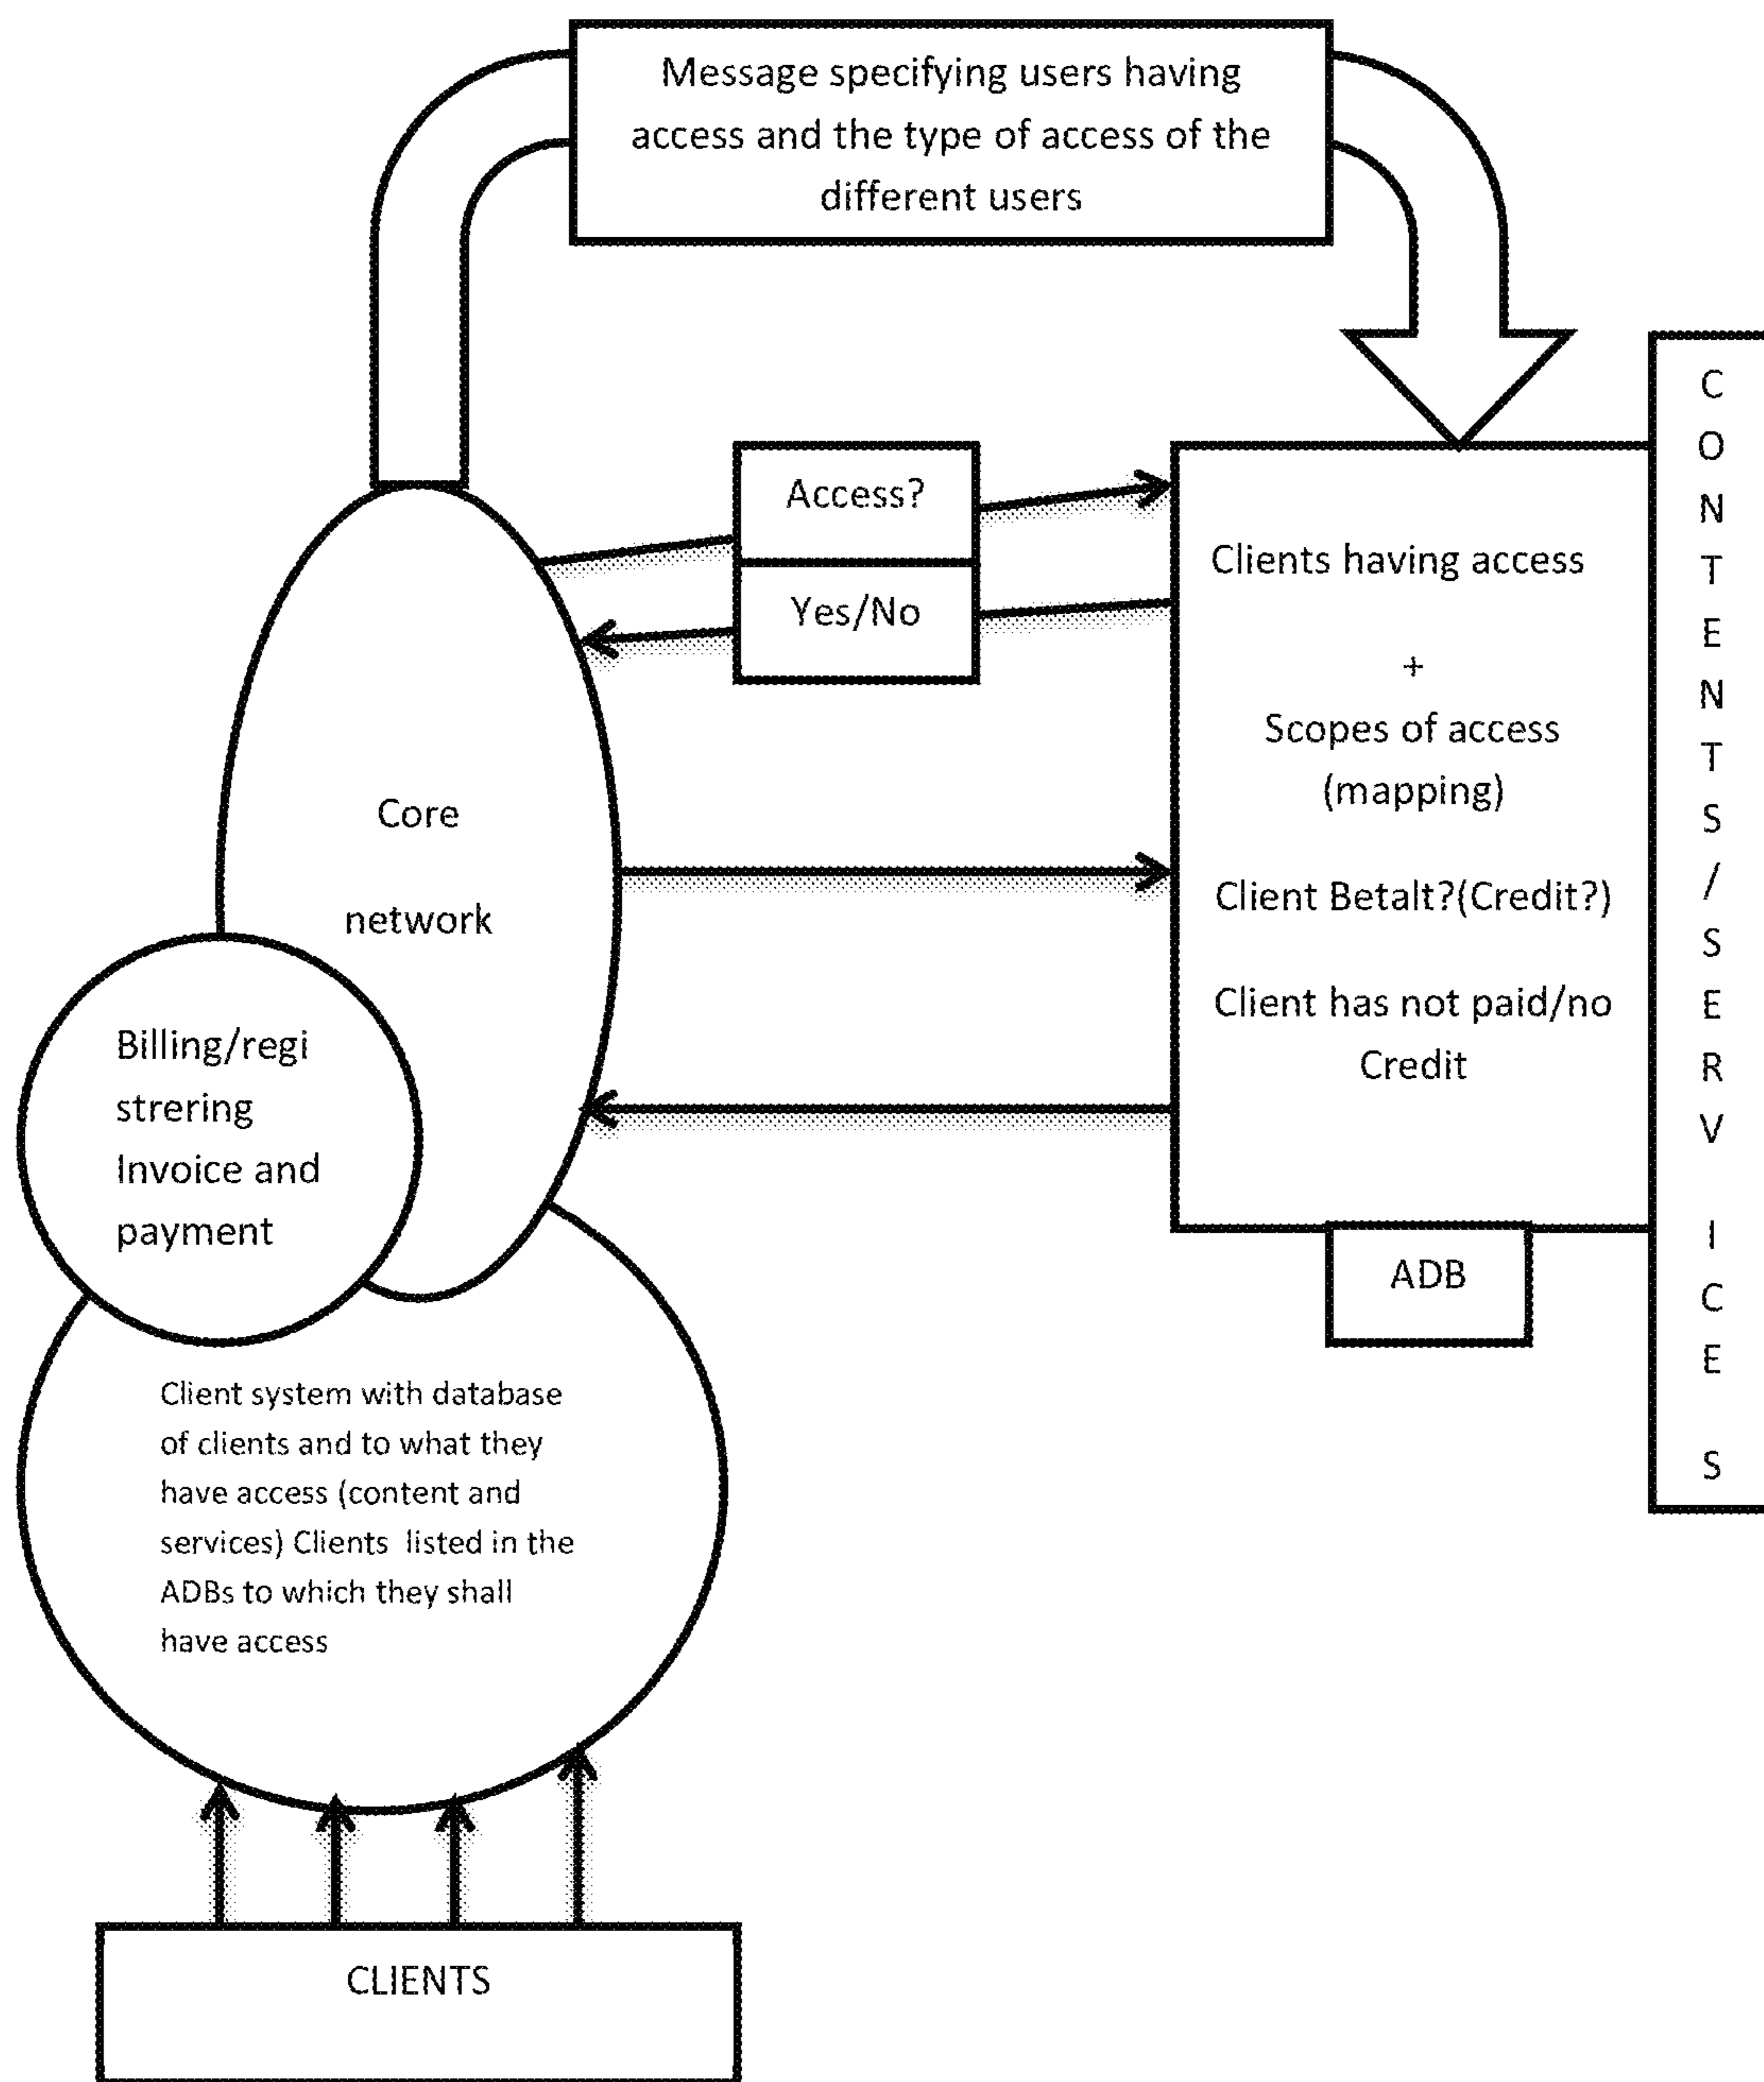 Message specifying users having
access and the type of access of the
different users
Access?
Yes/No
Clients having access
+
Scopes of access
(mapping)
Client Betalt?(Credit?)
Client has not paid/no
Credit
ADB
C
O
N
T
E
N
T
S
/
S
E
R
V
I
C
E
S
Core
network
Billing/regi
strering
Invoice and
payment
Client system with database
of clients and to what they
have access (content and
services) Clients listed in the
ADBs to which they shall
have access
CLIENTS